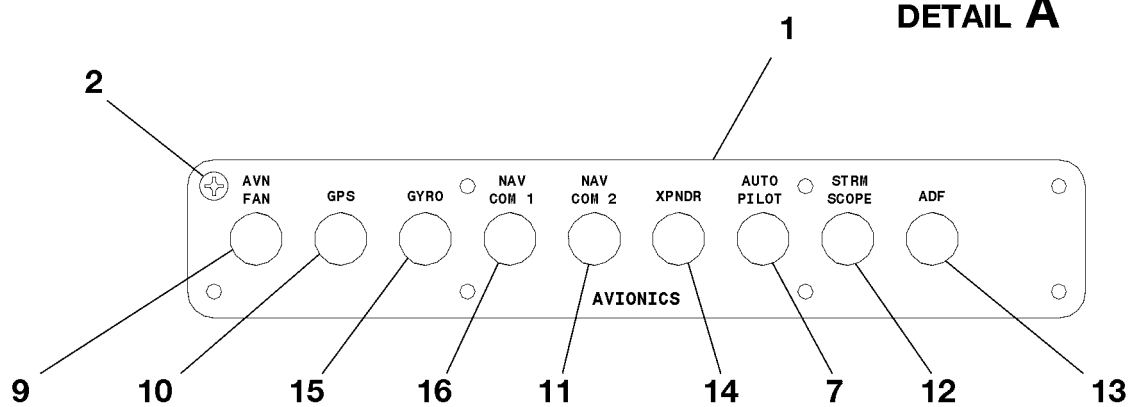 DETAIL A
1
2
AVN
FAN
GPS
GYRO
NAV
COM 1
NAV
COM 2
XPNDR
AUTO
PILOT
STRM
SCOPE
ADF
AVIONICS
9 10 15 16 11 14 7 12 13